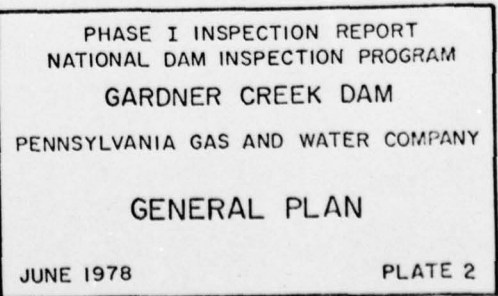 PHASE I INSPECTION REPORT
NATIONAL DAM INSPECTION PROGRAM
GARDNER CREEK DAM
PENNSYLVANIA GAS AND WATER COMPANY
GENERAL PLAN
JUNE 1978 PLATE 2